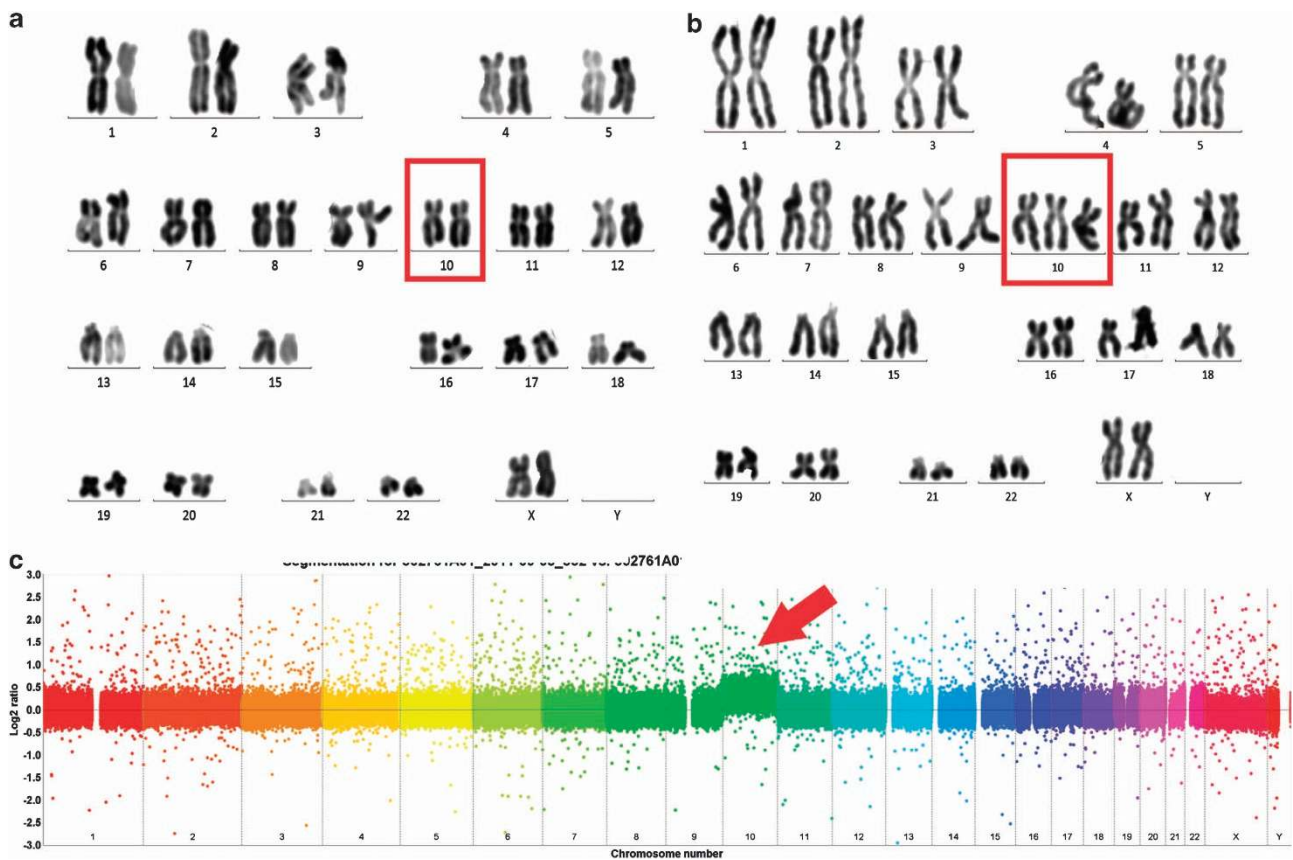 a
1 2 3 4 5
6 7 8 9 10 11 12
13 14 15 16 17 18
19 20 21 22 X Y
b
1 2 3 4 5
6 7 8 9 10 11 12
13 14 15 16 17 18
19 20 21 22 X Y
c
3.0
2.5
2.0
1.5
1.0
0.5
0.0
-0.5
-1.0
-1.5
-2.0
-2.5
-3.0
Log2 ratio
1 2 3 4 5 6 7 8 9 10 11 12 13 14 15 16 17 18 19 20 21 22 X Y
Chromosome number